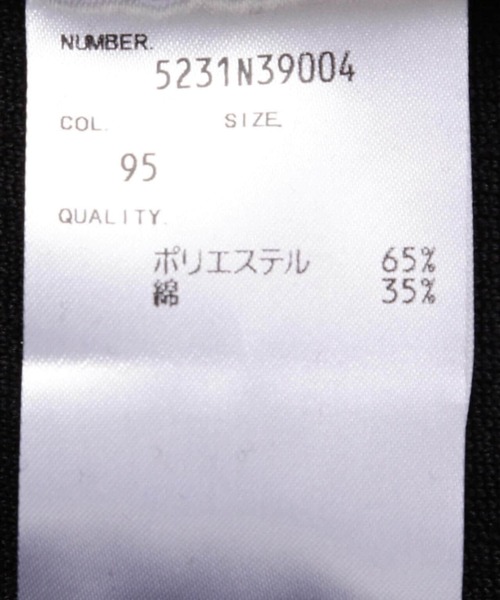 NUMBER.
5231N39004
COL. SIZE.
95
QUALITY.
ポリエステル 65%
綿 35%